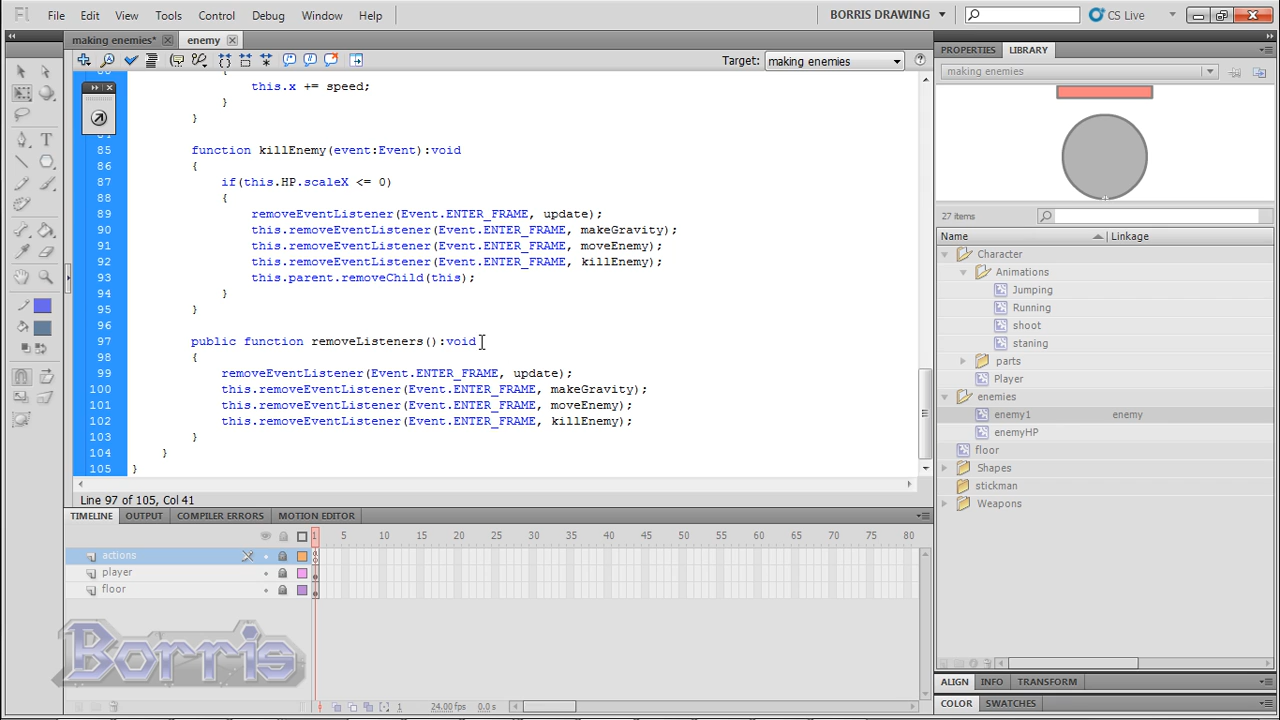 Fl File Edit View Text Commands Control Debug Window Help BORRIS DRAWING CS Live
making enemies* enemy
Target: making enemies
PROPERTIES LIBRARY
making enemies
this.x += speed;
}
}
85 function killEnemy(event:Event):void
86 {
87 if(this.HP.scaleX <= 0)
88 {
89 removeEventListener(Event.ENTER_FRAME, update);
90 this.removeEventListener(Event.ENTER_FRAME, makeGravity);
91 this.removeEventListener(Event.ENTER_FRAME, moveEnemy);
92 this.removeEventListener(Event.ENTER_FRAME, killEnemy);
93 this.parent.removeChild(this);
94 }
95 }
96
97 public function removeListeners():void
98 {
99 removeEventListener(Event.ENTER_FRAME, update);
100 this.removeEventListener(Event.ENTER_FRAME, makeGravity);
101 this.removeEventListener(Event.ENTER_FRAME, moveEnemy);
102 this.removeEventListener(Event.ENTER_FRAME, killEnemy);
103 }
104 }
105 }
Line 97 of 105, Col 41
27 items
Name Linkage
Character
Animations
Jumping
Running
shoot
staning
parts
Player
enemies
enemy1 enemy
enemyHP
floor
Shapes
stickman
Weapons
TIMELINE OUTPUT COMPILER ERRORS MOTION EDITOR
1 5 10 15 20 25 30 35 40 45 50 55 60 65 70 75 80
actions
player
floor
Borris
1 24.00 fps 0.0 s
ALIGN INFO TRANSFORM
COLOR SWATCHES